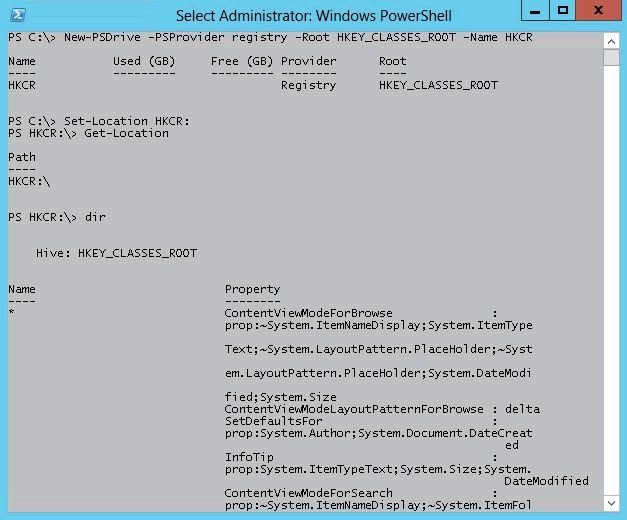 Select Administrator: Windows PowerShell
PS C:\> New-PSDrive -PSProvider registry -Root HKEY_CLASSES_ROOT -Name HKCR
Name Used (GB) Free (GB) Provider Root
---- --------- --------- -------- ----
HKCR Registry HKEY_CLASSES_ROOT
PS C:\> Set-Location HKCR:
PS HKCR:\> Get-Location
Path
----
HKCR:\
PS HKCR:\> dir
Hive: HKEY_CLASSES_ROOT
Name Property
---- --------
* ContentViewModeForBrowse :
prop:~System.ItemNameDisplay;System.ItemType
Text;~System.LayoutPattern.PlaceHolder;~Syst
em.LayoutPattern.PlaceHolder;System.DateModi
fied;System.Size
ContentViewModeLayoutPatternForBrowse : delta
SetDefaultsFor :
prop:System.Author;System.Document.DateCreat
ed
InfoTip :
prop:System.ItemTypeText;System.Size;System.
DateModified
ContentViewModeForSearch :
prop:~System.ItemNameDisplay;~System.ItemFol